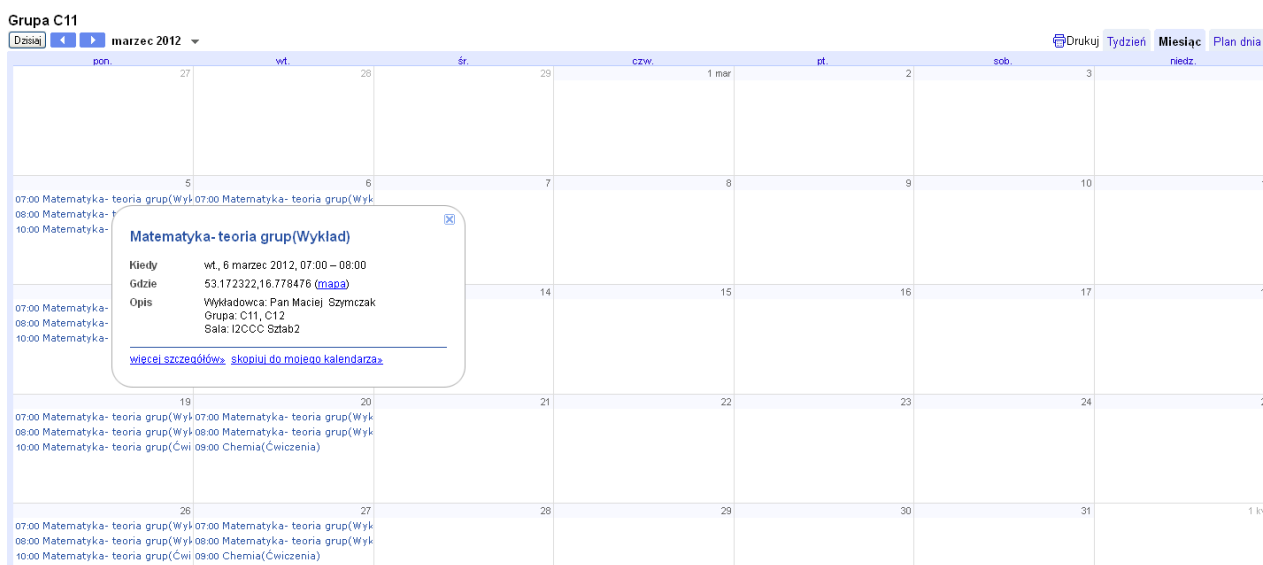 Grupa C11
Dzisiaj marzec 2012 Drukuj Tydzień Miesiąc Plan dnia
pon. wt. śr. czw. pt. sob. niedz.
27 28 29 1 mar 2 3
5 6 7 8 9 10
07:00 Matematyka- teoria grup(Wyk 07:00 Matematyka- teoria grup(Wyk
08:00 Matematyka-
10:00 Matematyka-
Matematyka- teoria grup(Wyklad)
Kiedy wt., 6 marzec 2012, 07:00 – 08:00
Gdzie 53.172322,16.778476 (mapa)
Opis Wykładowca: Pan Maciej Szymczak
Grupa: C11, C12
Sala: I2CCC Sztab2
więcej szczegółów» skopiuj do mojego kalendarza»
14 15 16 17
07:00 Matematyka-
08:00 Matematyka-
10:00 Matematyka-
19 20 21 22 23 24
07:00 Matematyka- teoria grup(Wyk 07:00 Matematyka- teoria grup(Wyk
08:00 Matematyka- teoria grup(Wyk 08:00 Matematyka- teoria grup(Wyk
10:00 Matematyka- teoria grup(Ćwi 09:00 Chemia(Ćwiczenia)
26 27 28 29 30 31 1 k
07:00 Matematyka- teoria grup(Wyk 07:00 Matematyka- teoria grup(Wyk
08:00 Matematyka- teoria grup(Wyk 08:00 Matematyka- teoria grup(Wyk
10:00 Matematyka- teoria grup(Ćwi 09:00 Chemia(Ćwiczenia)